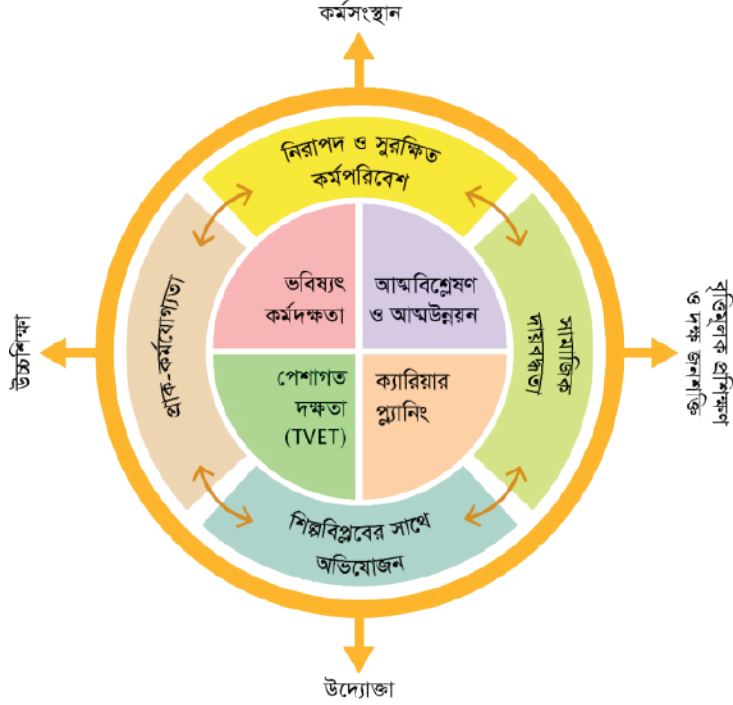 কর্মসংস্থান
নিরাপদ ও সুরক্ষিত
কর্মপরিবেশ
ভবিষ্যৎ
কর্মদক্ষতা
আত্মবিশ্লেষণ
ও আত্মউন্নয়ন
পেশাগত
দক্ষতা
(TVET)
ক্যারিয়ার
প্ল্যানিং
প্রাক-কর্মযোগ্যতা
সামাজিক
দায়বদ্ধতা
উচ্চশিক্ষা
বৃত্তিমূলক প্রশিক্ষণ
ও দক্ষ জনশক্তি
শিল্পবিপ্লবের সাথে
অভিযোজন
উদ্যোক্তা